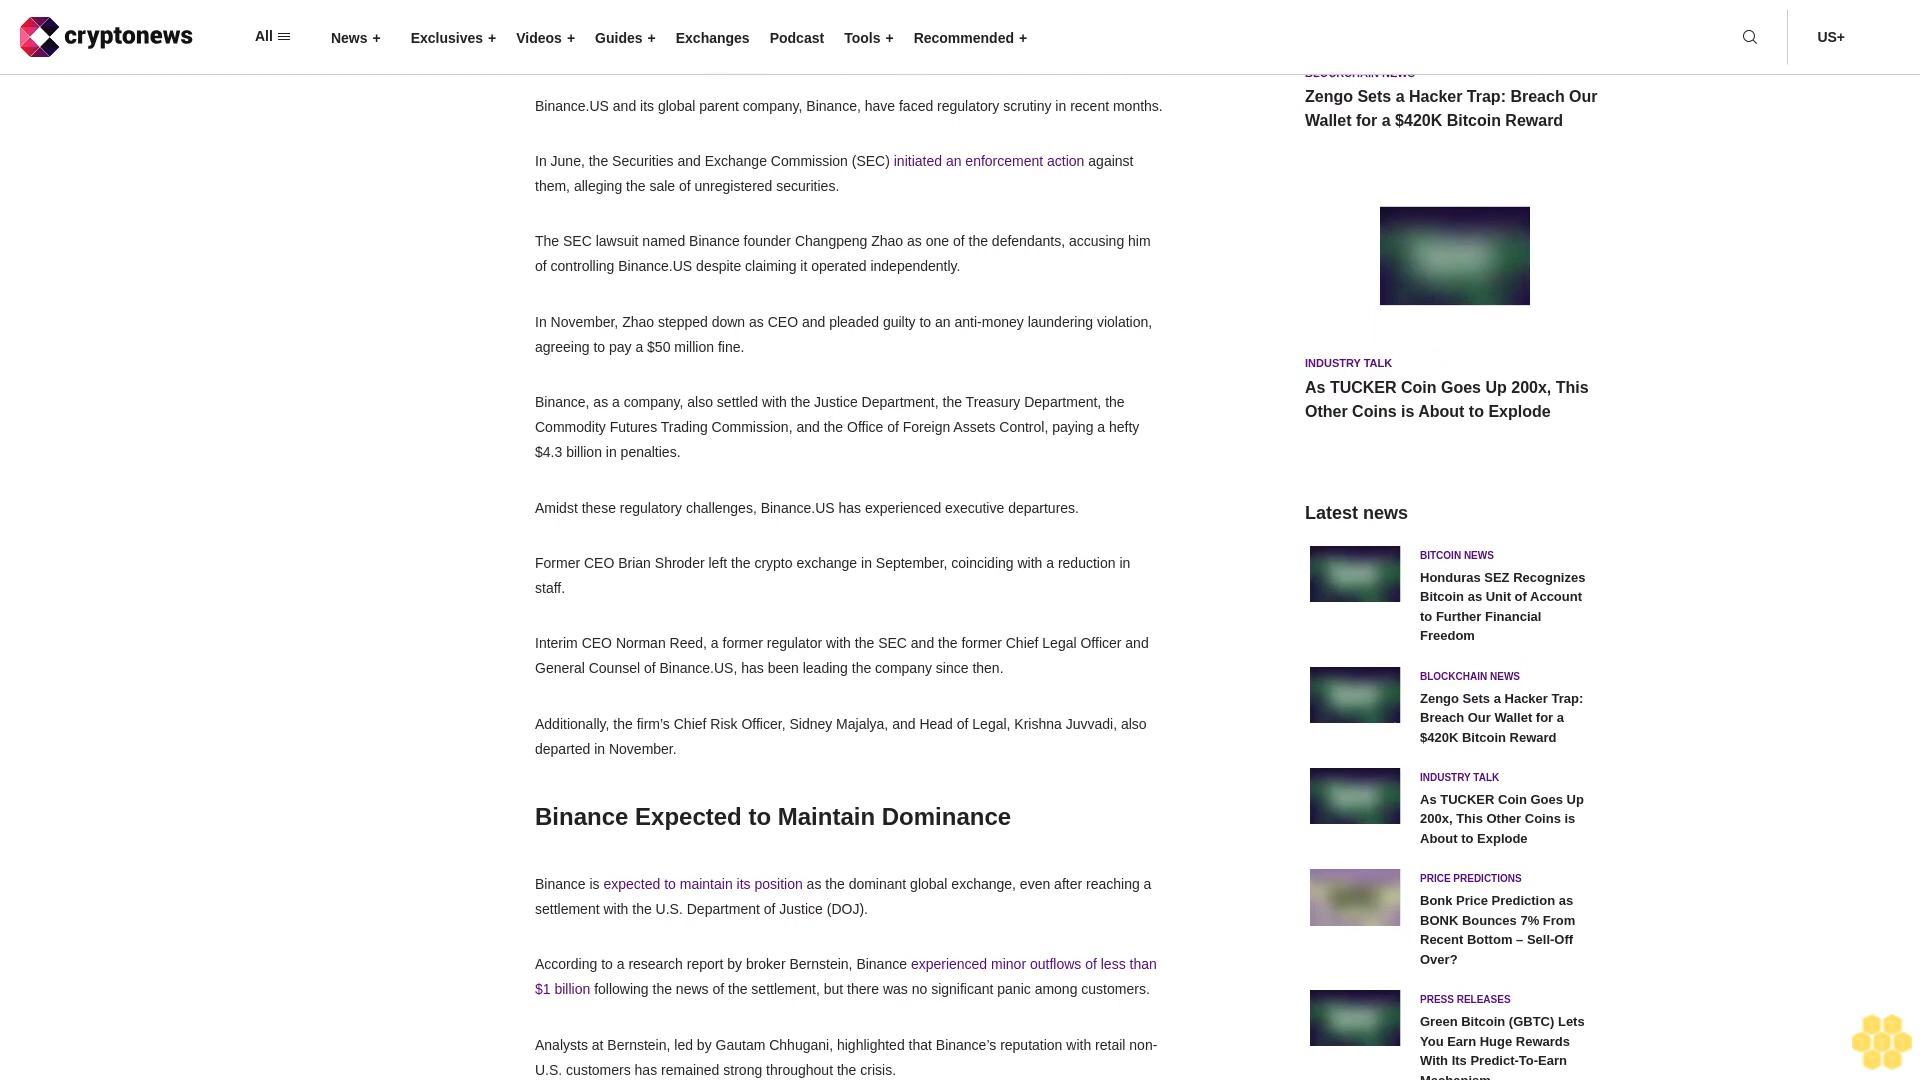 cryptonews
All
News +
Exclusives +
Videos +
Guides +
Exchanges
Podcast
Tools +
Recommended +
US+
Binance.US and its global parent company, Binance, have faced regulatory scrutiny in recent months.
In June, the Securities and Exchange Commission (SEC) initiated an enforcement action against
them, alleging the sale of unregistered securities.
The SEC lawsuit named Binance founder Changpeng Zhao as one of the defendants, accusing him
of controlling Binance.US despite claiming it operated independently.
In November, Zhao stepped down as CEO and pleaded guilty to an anti-money laundering violation,
agreeing to pay a $50 million fine.
Binance, as a company, also settled with the Justice Department, the Treasury Department, the
Commodity Futures Trading Commission, and the Office of Foreign Assets Control, paying a hefty
$4.3 billion in penalties.
Amidst these regulatory challenges, Binance.US has experienced executive departures.
Former CEO Brian Shroder left the crypto exchange in September, coinciding with a reduction in
staff.
Interim CEO Norman Reed, a former regulator with the SEC and the former Chief Legal Officer and
General Counsel of Binance.US, has been leading the company since then.
Additionally, the firm’s Chief Risk Officer, Sidney Majalya, and Head of Legal, Krishna Juvvadi, also
departed in November.
Binance Expected to Maintain Dominance
Binance is expected to maintain its position as the dominant global exchange, even after reaching a
settlement with the U.S. Department of Justice (DOJ).
According to a research report by broker Bernstein, Binance experienced minor outflows of less than
$1 billion following the news of the settlement, but there was no significant panic among customers.
Analysts at Bernstein, led by Gautam Chhugani, highlighted that Binance’s reputation with retail non-
U.S. customers has remained strong throughout the crisis.
BLOCKCHAIN NEWS
Zengo Sets a Hacker Trap: Breach Our
Wallet for a $420K Bitcoin Reward
INDUSTRY TALK
As TUCKER Coin Goes Up 200x, This
Other Coins is About to Explode
Latest news
BITCOIN NEWS
Honduras SEZ Recognizes
Bitcoin as Unit of Account
to Further Financial
Freedom
BLOCKCHAIN NEWS
Zengo Sets a Hacker Trap:
Breach Our Wallet for a
$420K Bitcoin Reward
INDUSTRY TALK
As TUCKER Coin Goes Up
200x, This Other Coins is
About to Explode
PRICE PREDICTIONS
Bonk Price Prediction as
BONK Bounces 7% From
Recent Bottom – Sell-Off
Over?
PRESS RELEASES
Green Bitcoin (GBTC) Lets
You Earn Huge Rewards
With Its Predict-To-Earn
Mechanism